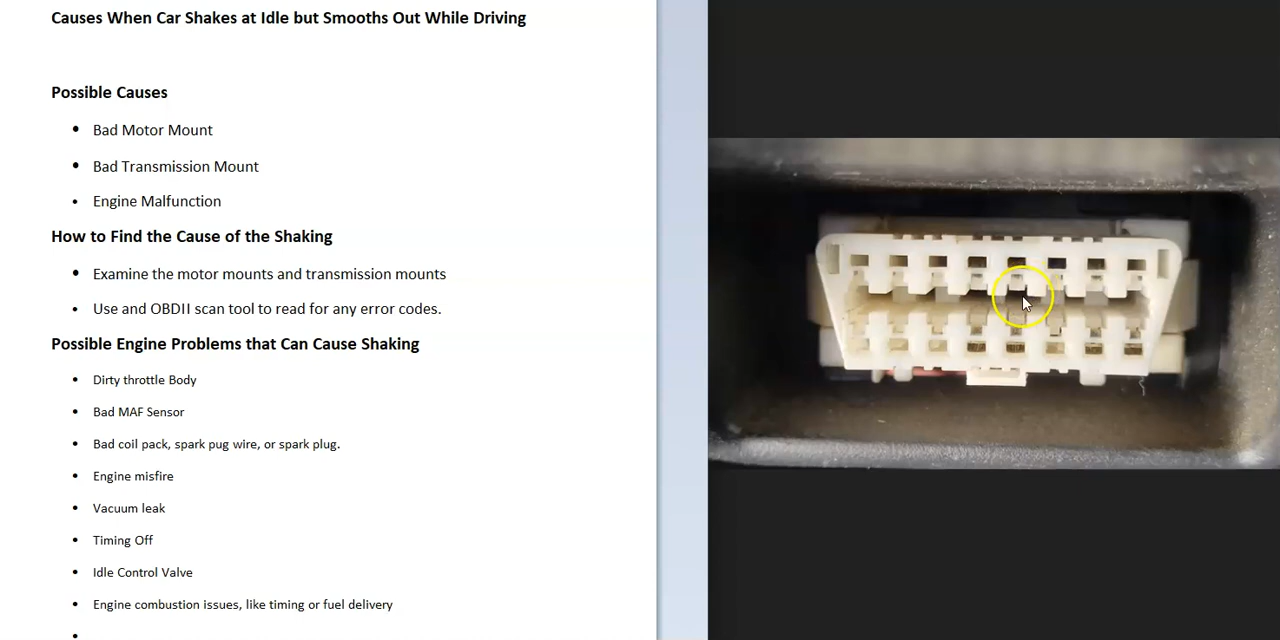 Causes When Car Shakes at Idle but Smooths Out While Driving
Possible Causes
• Bad Motor Mount
• Bad Transmission Mount
• Engine Malfunction
How to Find the Cause of the Shaking
• Examine the motor mounts and transmission mounts
• Use and OBDII scan tool to read for any error codes.
Possible Engine Problems that Can Cause Shaking
• Dirty throttle Body
• Bad MAF Sensor
• Bad coil pack, spark pug wire, or spark plug.
• Engine misfire
• Vacuum leak
• Timing Off
• Idle Control Valve
• Engine combustion issues, like timing or fuel delivery
•